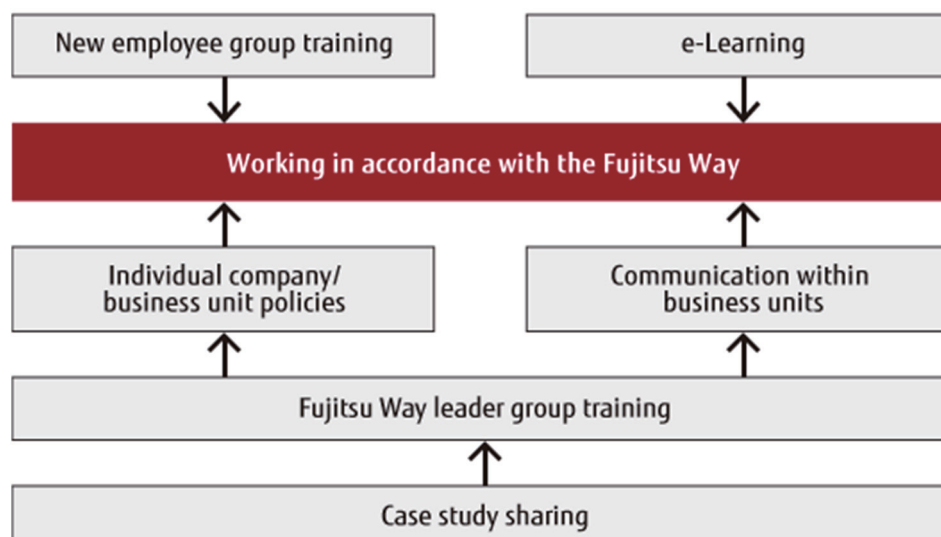 New employee group training
e-Learning
Working in accordance with the Fujitsu Way
Individual company/
business unit policies
Communication within
business units
Fujitsu Way leader group training
Case study sharing